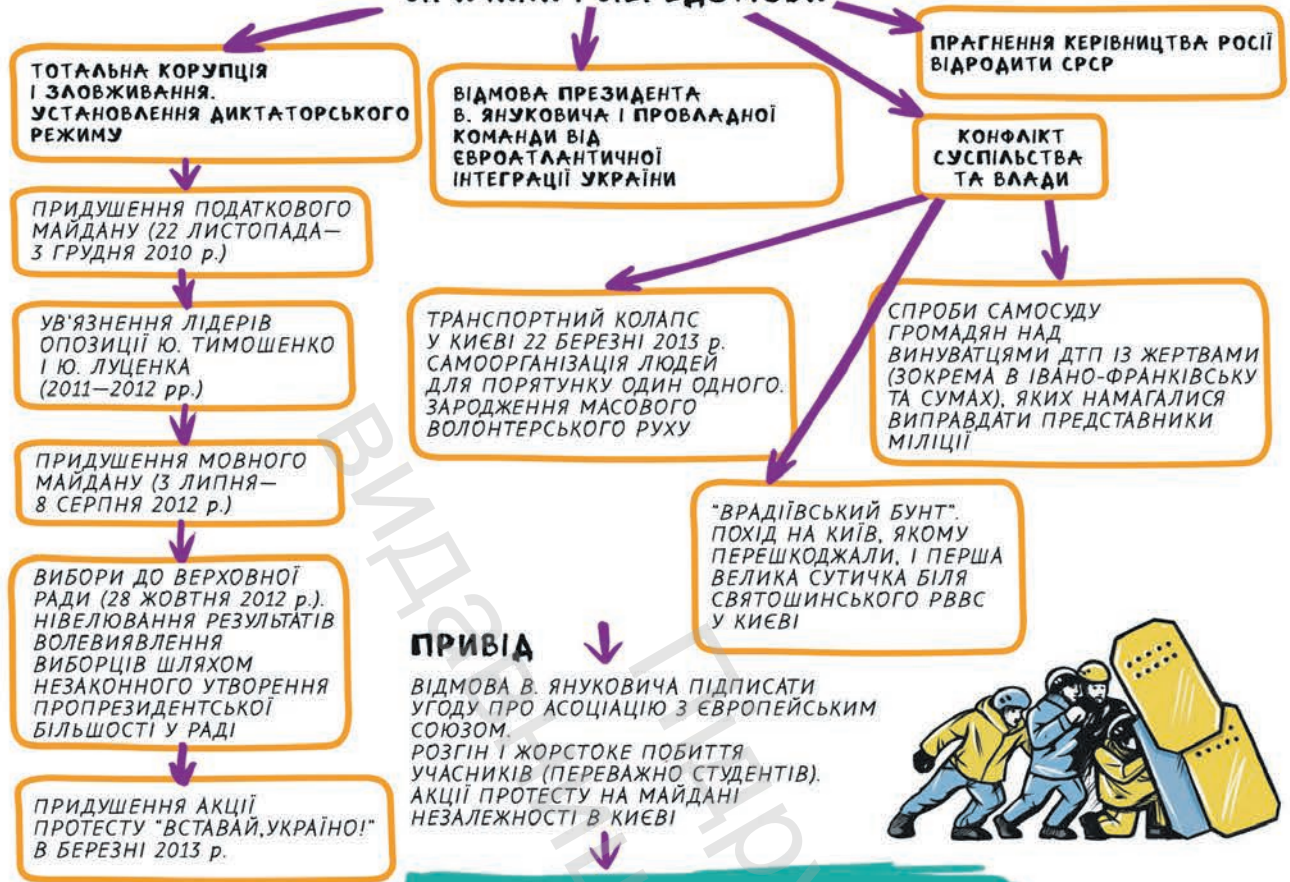 ТОТАЛЬНА КОРУПЦІЯ
І ЗЛОВЖИВАННЯ.
УСТАНОВЛЕННЯ ДИКТАТОРСЬКОГО
РЕЖИМУ
ПРИДУШЕННЯ ПОДАТКОВОГО
МАЙДАНУ (22 ЛИСТОПАДА—
3 ГРУДНЯ 2010 р.)
УВ'ЯЗНЕННЯ ЛІДЕРІВ
ОПОЗИЦІЇ Ю. ТИМОШЕНКО
І Ю. ЛУЦЕНКА
(2011—2012 рр.)
ПРИДУШЕННЯ МОВНОГО
МАЙДАНУ (3 ЛИПНЯ—
8 СЕРПНЯ 2012 р.)
ВИБОРИ ДО ВЕРХОВНОЇ
РАДИ (28 ЖОВТНЯ 2012 р.).
НІВЕЛЮВАННЯ РЕЗУЛЬТАТІВ
ВОЛЕВИЯВЛЕННЯ
ВИБОРЦІВ ШЛЯХОМ
НЕЗАКОННОГО УТВОРЕННЯ
ПРОПРЕЗИДЕНТСЬКОЇ
БІЛЬШОСТІ У РАДІ
ПРИДУШЕННЯ АКЦІЇ
ПРОТЕСТУ "ВСТАВАЙ,УКРАЇНО!"
В БЕРЕЗНІ 2013 р.
ВІДМОВА ПРЕЗИДЕНТА
В. ЯНУКОВИЧА І ПРОВЛАДНОЇ
КОМАНДИ ВІД
ЄВРОАТЛАНТИЧНОЇ
ІНТЕГРАЦІЇ УКРАЇНИ
ПРАГНЕННЯ КЕРІВНИЦТВА РОСІЇ
ВІДРОДИТИ СРСР
КОНФЛІКТ
СУСПІЛЬСТВА
ТА ВЛАДИ
ТРАНСПОРТНИЙ КОЛАПС
У КИЄВІ 22 БЕРЕЗНІ 2013 р.
САМООРГАНІЗАЦІЯ ЛЮДЕЙ
ДЛЯ ПОРЯТУНКУ ОДИН ОДНОГО.
ЗАРОДЖЕННЯ МАСОВОГО
ВОЛОНТЕРСЬКОГО РУХУ
СПРОБИ САМОСУДУ
ГРОМАДЯН НАД
ВИНУВАТЦЯМИ ДТП ІЗ ЖЕРТВАМИ
(ЗОКРЕМА В ІВАНО-ФРАНКІВСЬКУ
ТА СУМАХ), ЯКИХ НАМАГАЛИСЯ
ВИПРАВДАТИ ПРЕДСТАВНИКИ
МІЛІЦІЇ
"ВРАДІЇВСЬКИЙ БУНТ".
ПОХІД НА КИЇВ, ЯКОМУ
ПЕРЕШКОДЖАЛИ, І ПЕРША
ВЕЛИКА СУТИЧКА БІЛЯ
СВЯТОШИНСЬКОГО РВВС
У КИЄВІ
ПРИВІД
ВІДМОВА В. ЯНУКОВИЧА ПІДПИСАТИ
УГОДУ ПРО АСОЦІАЦІЮ З ЄВРОПЕЙСЬКИМ
СОЮЗОМ.
РОЗГІН І ЖОРСТОКЕ ПОБИТТЯ
УЧАСНИКІВ (ПЕРЕВАЖНО СТУДЕНТІВ).
АКЦІЇ ПРОТЕСТУ НА МАЙДАНІ
НЕЗАЛЕЖНОСТІ В КИЄВІ